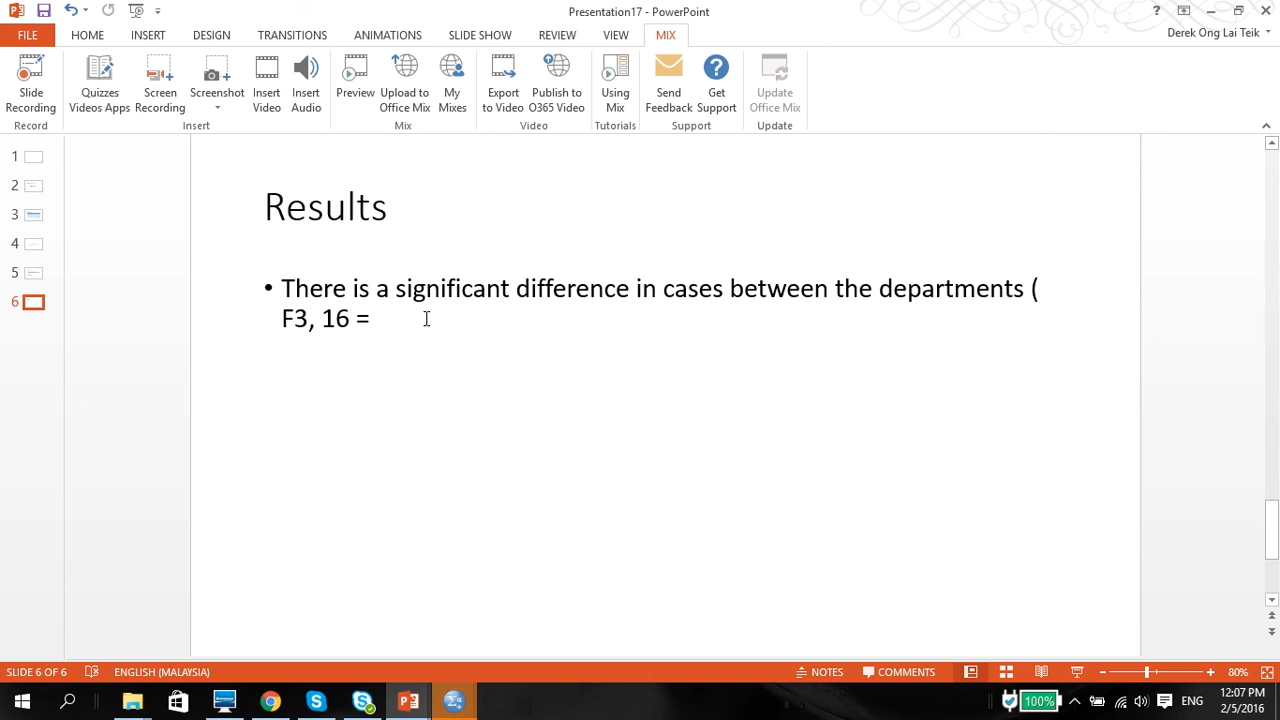 Presentation17 - PowerPoint
?
FILE HOME INSERT DESIGN TRANSITIONS ANIMATIONS SLIDE SHOW REVIEW VIEW MIX
Derek Ong Lai Teik
Slide Recording
Quizzes Videos Apps
Screen Recording
Screenshot
Insert Video
Insert Audio
Preview
Upload to Office Mix
My Mixes
Export to Video
Publish to O365 Video
Using Mix
Send Feedback
Get Support
Update Office Mix
Record Insert Mix Video Tutorials Support Update
1
2
3
4
5
6
Results
• There is a significant difference in cases between the departments (
F3, 16 =
SLIDE 6 OF 6 ENGLISH (MALAYSIA) NOTES COMMENTS 80%
100% ENG 12:07 PM
2/5/2016